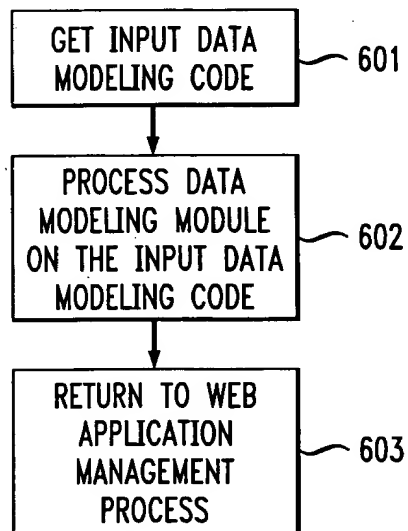 GET INPUT DATA
MODELING CODE
601
PROCESS DATA
MODELING MODULE
ON THE INPUT DATA
MODELING CODE
602
RETURN TO WEB
APPLICATION
MANAGEMENT
PROCESS
603